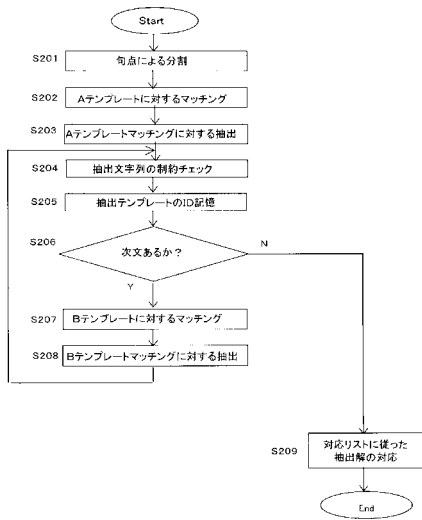 Start
S201 句点による分割
S202 Aテンプレートに対するマッチング
S203 Aテンプレートマッチングに対する抽出
S204 抽出文字列の制約チェック
S205 抽出テンプレートのID記憶
S206 次文あるか?
N
Y
S207 Bテンプレートに対するマッチング
S208 Bテンプレートマッチングに対する抽出
S209 対応リストに従った
抽出解の対応
End